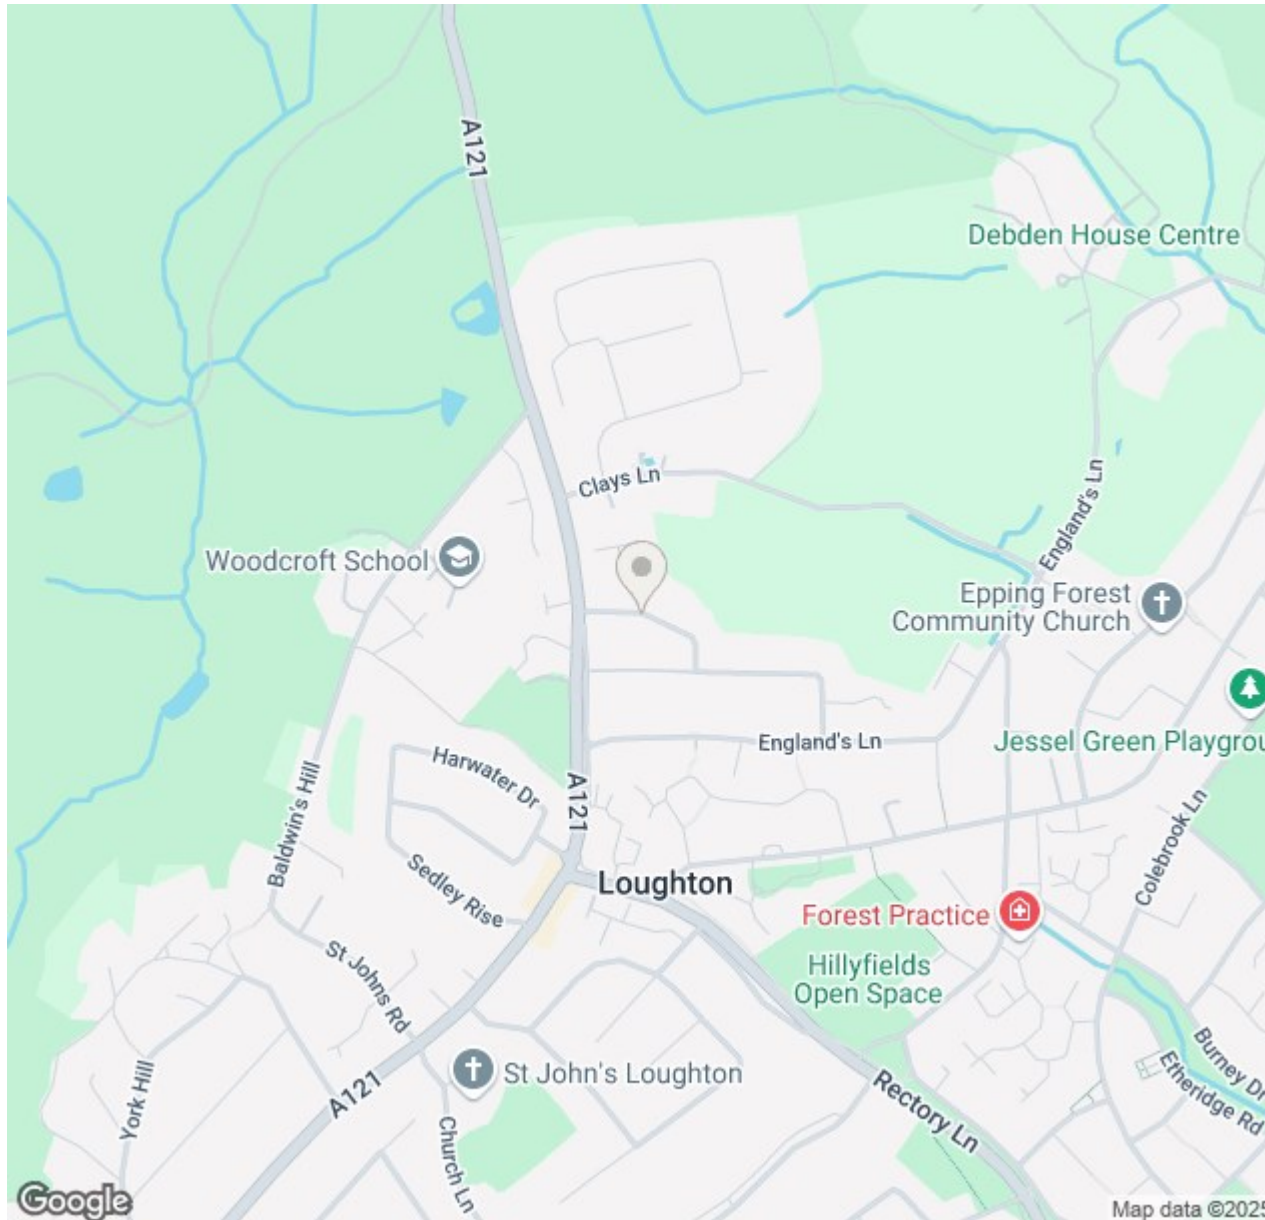 A121
Debden House Centre
Clays Ln
England's Ln
Woodcroft School
Epping Forest
Community Church
England's Ln
Jessel Green Playgrou
Harwater Dr
A121
Baldwin's Hill
Sedley Rise
Loughton
Colebrook Ln
Forest Practice
St Johns Rd
Hillyfields
Open Space
St John's Loughton
York Hill
A121
Church Ln
Rectory Ln
Burney Dr
Etheridge Rd
Google
Map data ©2025